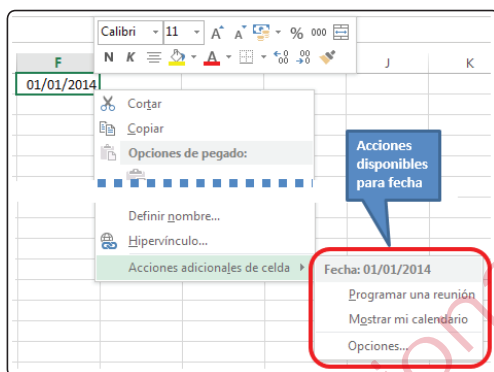 Calibri 11 A A % 000
N K A
F J K
01/01/2014
Cortar
Copiar
Opciones de pegado:
Definir nombre...
Hipervínculo...
Acciones adicionales de celda
Acciones
disponibles
para fecha
Fecha: 01/01/2014
Programar una reunión
Mostrar mi calendario
Opciones...